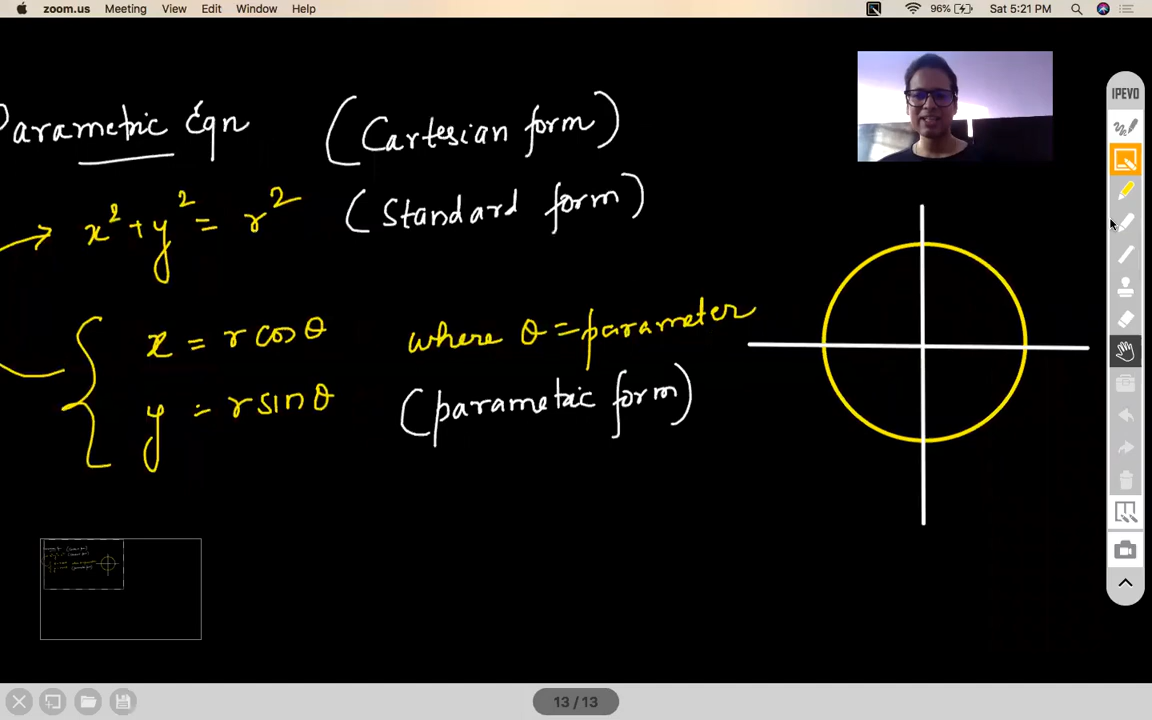 zoom.us Meeting View Edit Window Help 96% Sat 5:21 PM
IPEVO
Parametric Eqn (Cartesian form)
x² + y² = r² (Standard form)
x = r cos θ where θ = parameter
y = r sin θ (parametric form)
13 / 13